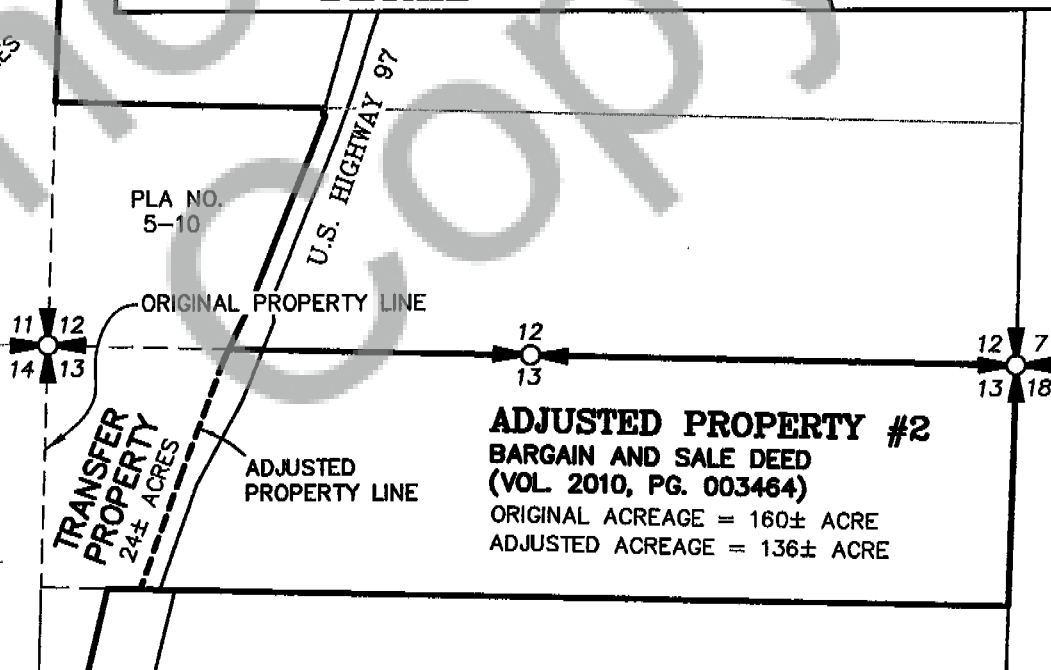 U.S. HIGHWAY 97
PLA NO.
5-10
ORIGINAL PROPERTY LINE
11 12
14 13
12
13
12 7
13 18
TRANSFER
PROPERTY
24± ACRES
ADJUSTED
PROPERTY LINE
ADJUSTED PROPERTY #2
BARGAIN AND SALE DEED
(VOL. 2010, PG. 003464)
ORIGINAL ACREAGE = 160± ACRE
ADJUSTED ACREAGE = 136± ACRE
Copy